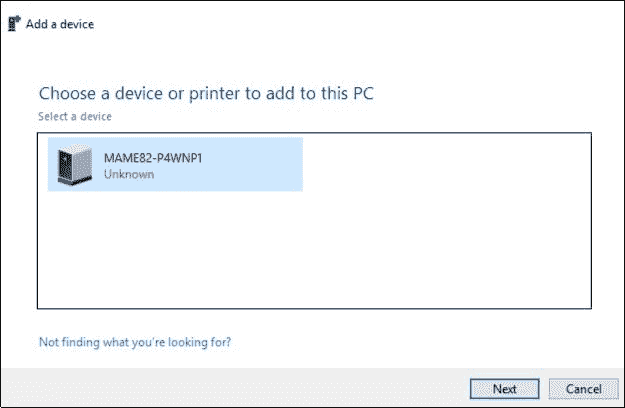 Add a device
Choose a device or printer to add to this PC
Select a device
MAME82-P4WNP1
Unknown
Not finding what you're looking for?
Next
Cancel